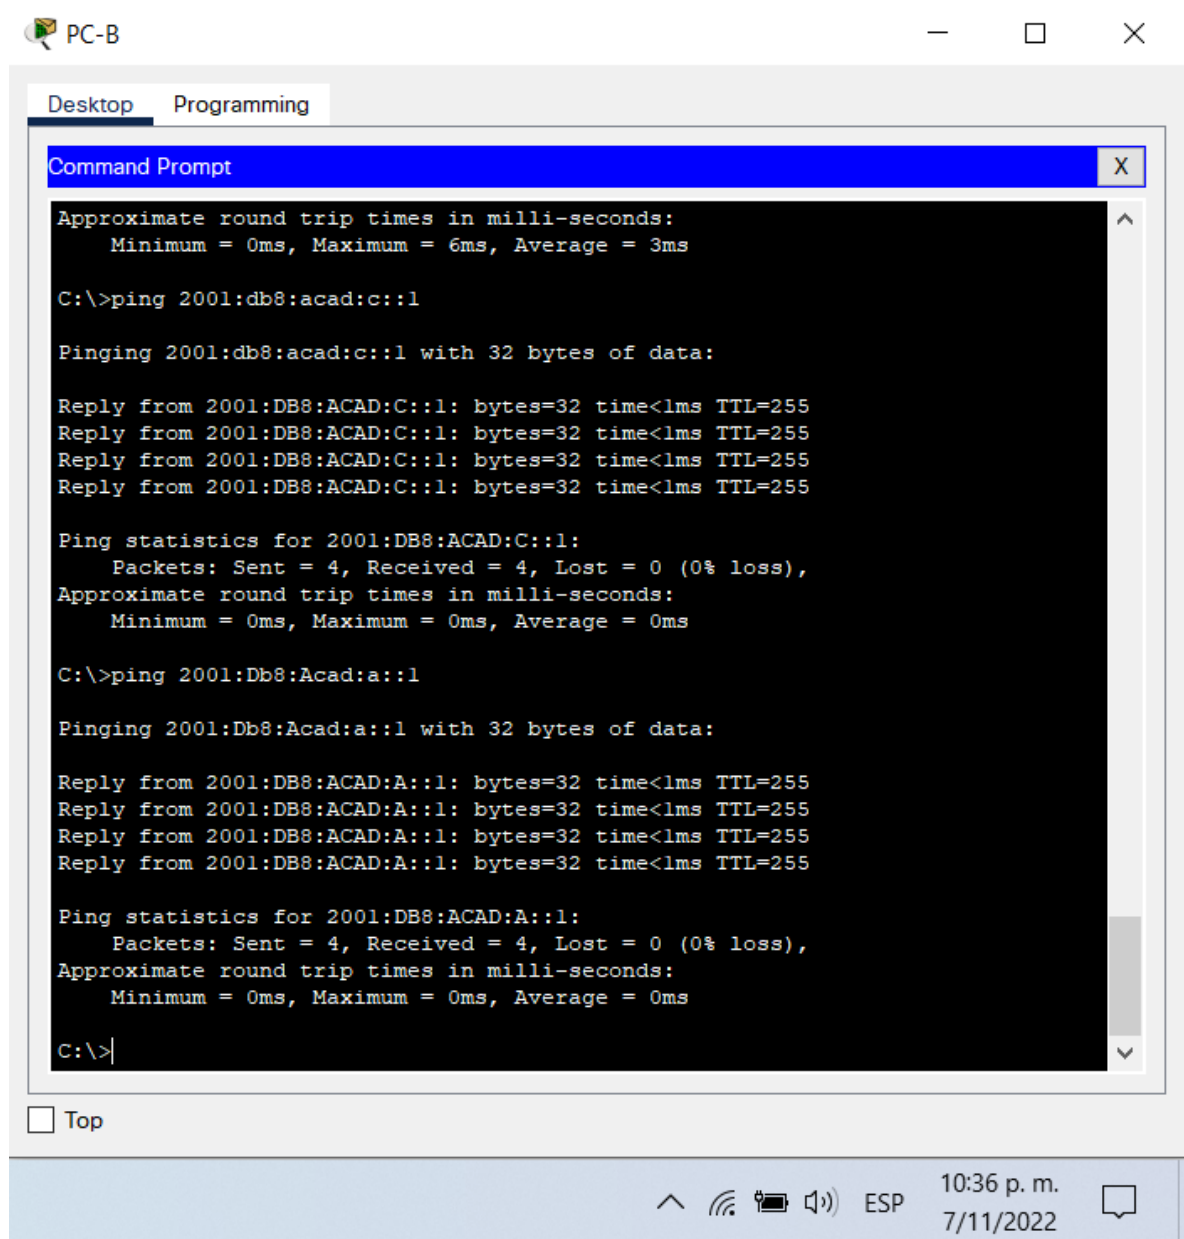 PC-B
Desktop Programming
Command Prompt X
Approximate round trip times in milli-seconds:
Minimum = 0ms, Maximum = 6ms, Average = 3ms
C:\>ping 2001:db8:acad:c::1
Pinging 2001:db8:acad:c::1 with 32 bytes of data:
Reply from 2001:DB8:ACAD:C::1: bytes=32 time<1ms TTL=255
Reply from 2001:DB8:ACAD:C::1: bytes=32 time<1ms TTL=255
Reply from 2001:DB8:ACAD:C::1: bytes=32 time<1ms TTL=255
Reply from 2001:DB8:ACAD:C::1: bytes=32 time<1ms TTL=255
Ping statistics for 2001:DB8:ACAD:C::1:
Packets: Sent = 4, Received = 4, Lost = 0 (0% loss),
Approximate round trip times in milli-seconds:
Minimum = 0ms, Maximum = 0ms, Average = 0ms
C:\>ping 2001:Db8:Acad:a::1
Pinging 2001:Db8:Acad:a::1 with 32 bytes of data:
Reply from 2001:DB8:ACAD:A::1: bytes=32 time<1ms TTL=255
Reply from 2001:DB8:ACAD:A::1: bytes=32 time<1ms TTL=255
Reply from 2001:DB8:ACAD:A::1: bytes=32 time<1ms TTL=255
Reply from 2001:DB8:ACAD:A::1: bytes=32 time<1ms TTL=255
Ping statistics for 2001:DB8:ACAD:A::1:
Packets: Sent = 4, Received = 4, Lost = 0 (0% loss),
Approximate round trip times in milli-seconds:
Minimum = 0ms, Maximum = 0ms, Average = 0ms
C:\>
Top
ESP
10:36 p. m.
7/11/2022